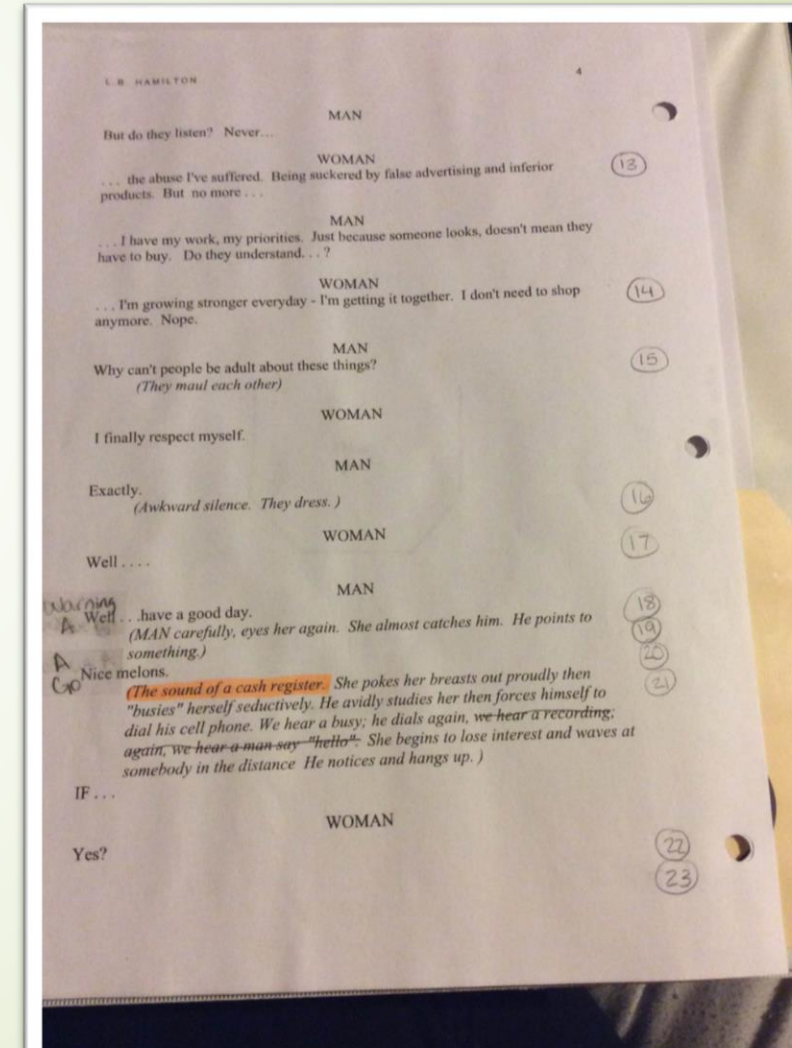 L B HAMILTON 4
MAN
But do they listen? Never...
WOMAN
. . . the abuse I've suffered. Being suckered by false advertising and inferior 13
products. But no more . . .
MAN
. . . I have my work, my priorities. Just because someone looks, doesn't mean they
have to buy. Do they understand. . . ?
WOMAN
. . . I'm growing stronger everyday - I'm getting it together. I don't need to shop 14
anymore. Nope.
MAN
Why can't people be adult about these things? 15
(They maul each other)
WOMAN
I finally respect myself.
MAN
Exactly.
(Awkward silence. They dress. ) 16
WOMAN 17
Well . . . .
MAN
Warning
A Well . . .have a good day. 18
(MAN carefully, eyes her again. She almost catches him. He points to 19
something.) 20
A Nice melons.
GO (The sound of a cash register. She pokes her breasts out proudly then 21
"busies" herself seductively. He avidly studies her then forces himself to
dial his cell phone. We hear a busy; he dials again, we hear a recording;
again, we hear a man say "hello". She begins to lose interest and waves at
somebody in the distance He notices and hangs up. )
IF . . .
WOMAN
Yes? 22
23